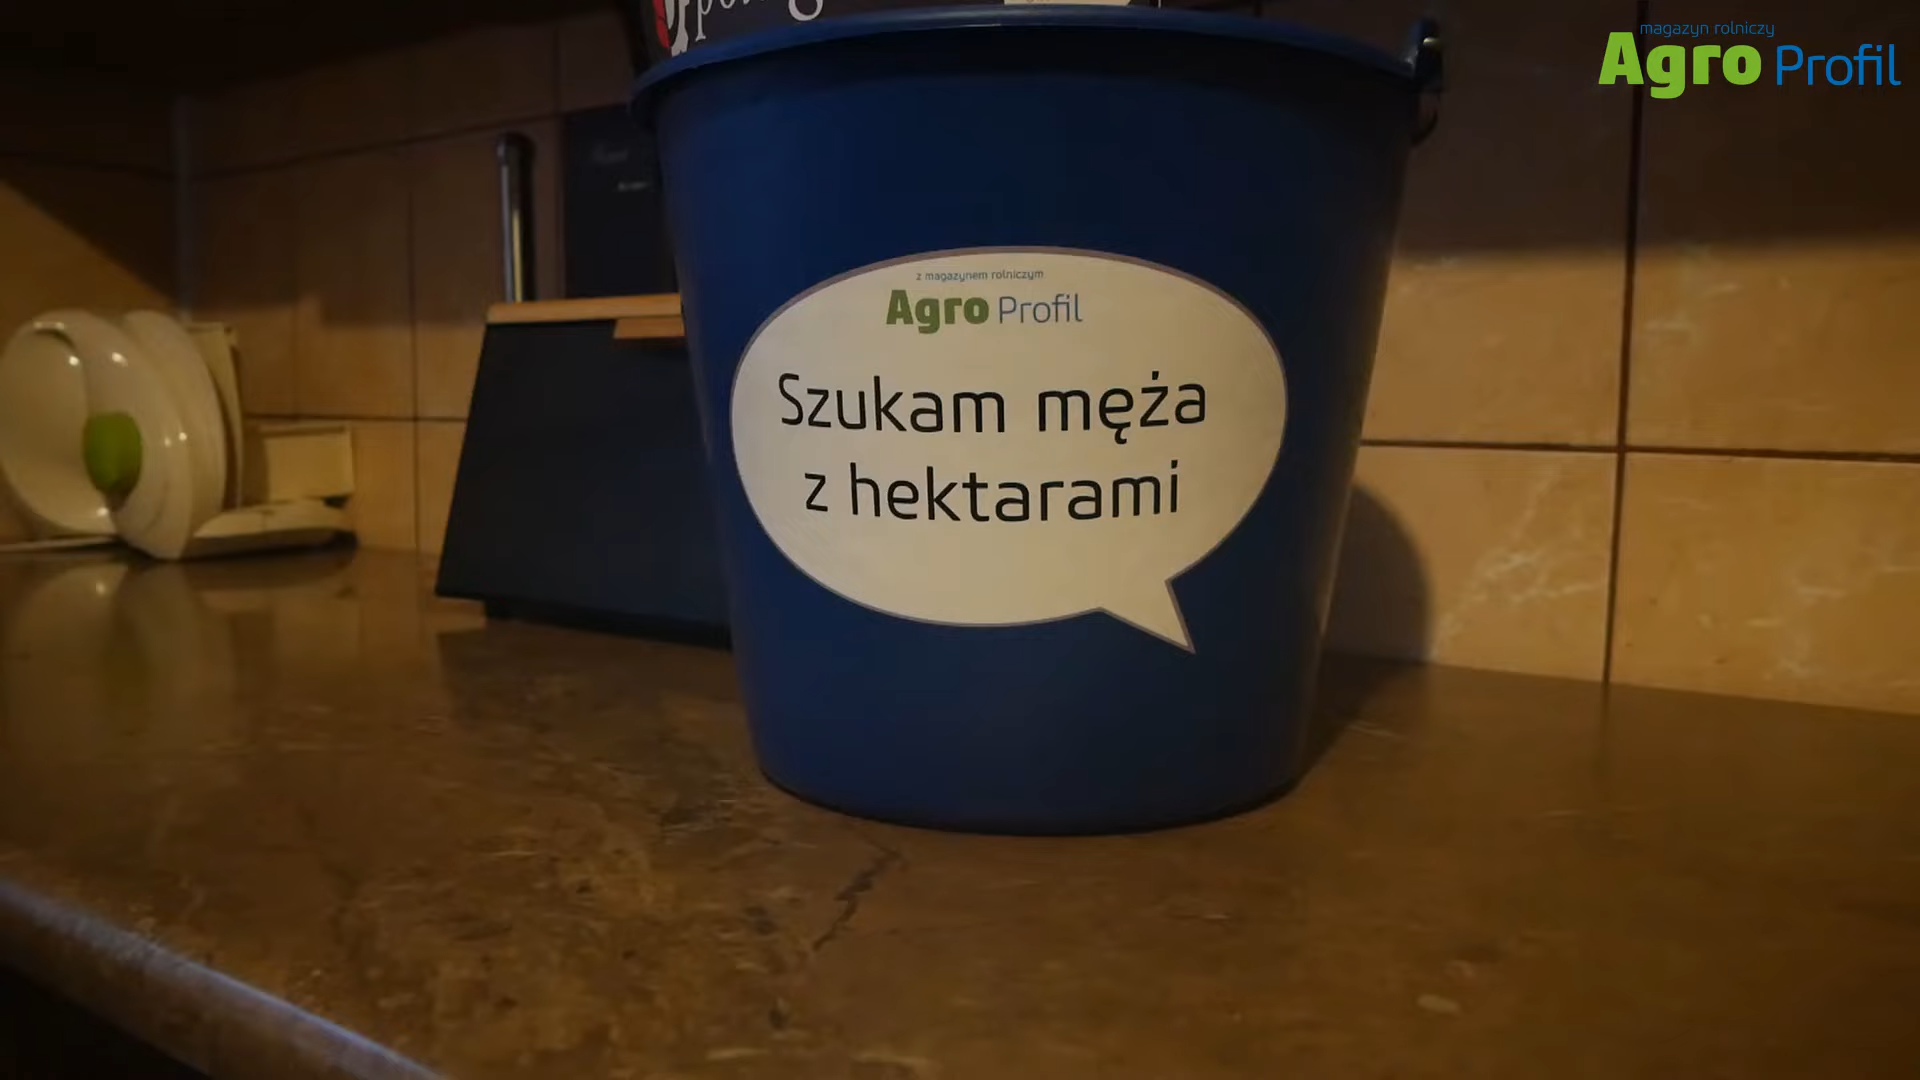 magazyn rolniczy
Agro Profil
z magazynem rolniczym
Agro Profil
Szukam męża
z hektarami